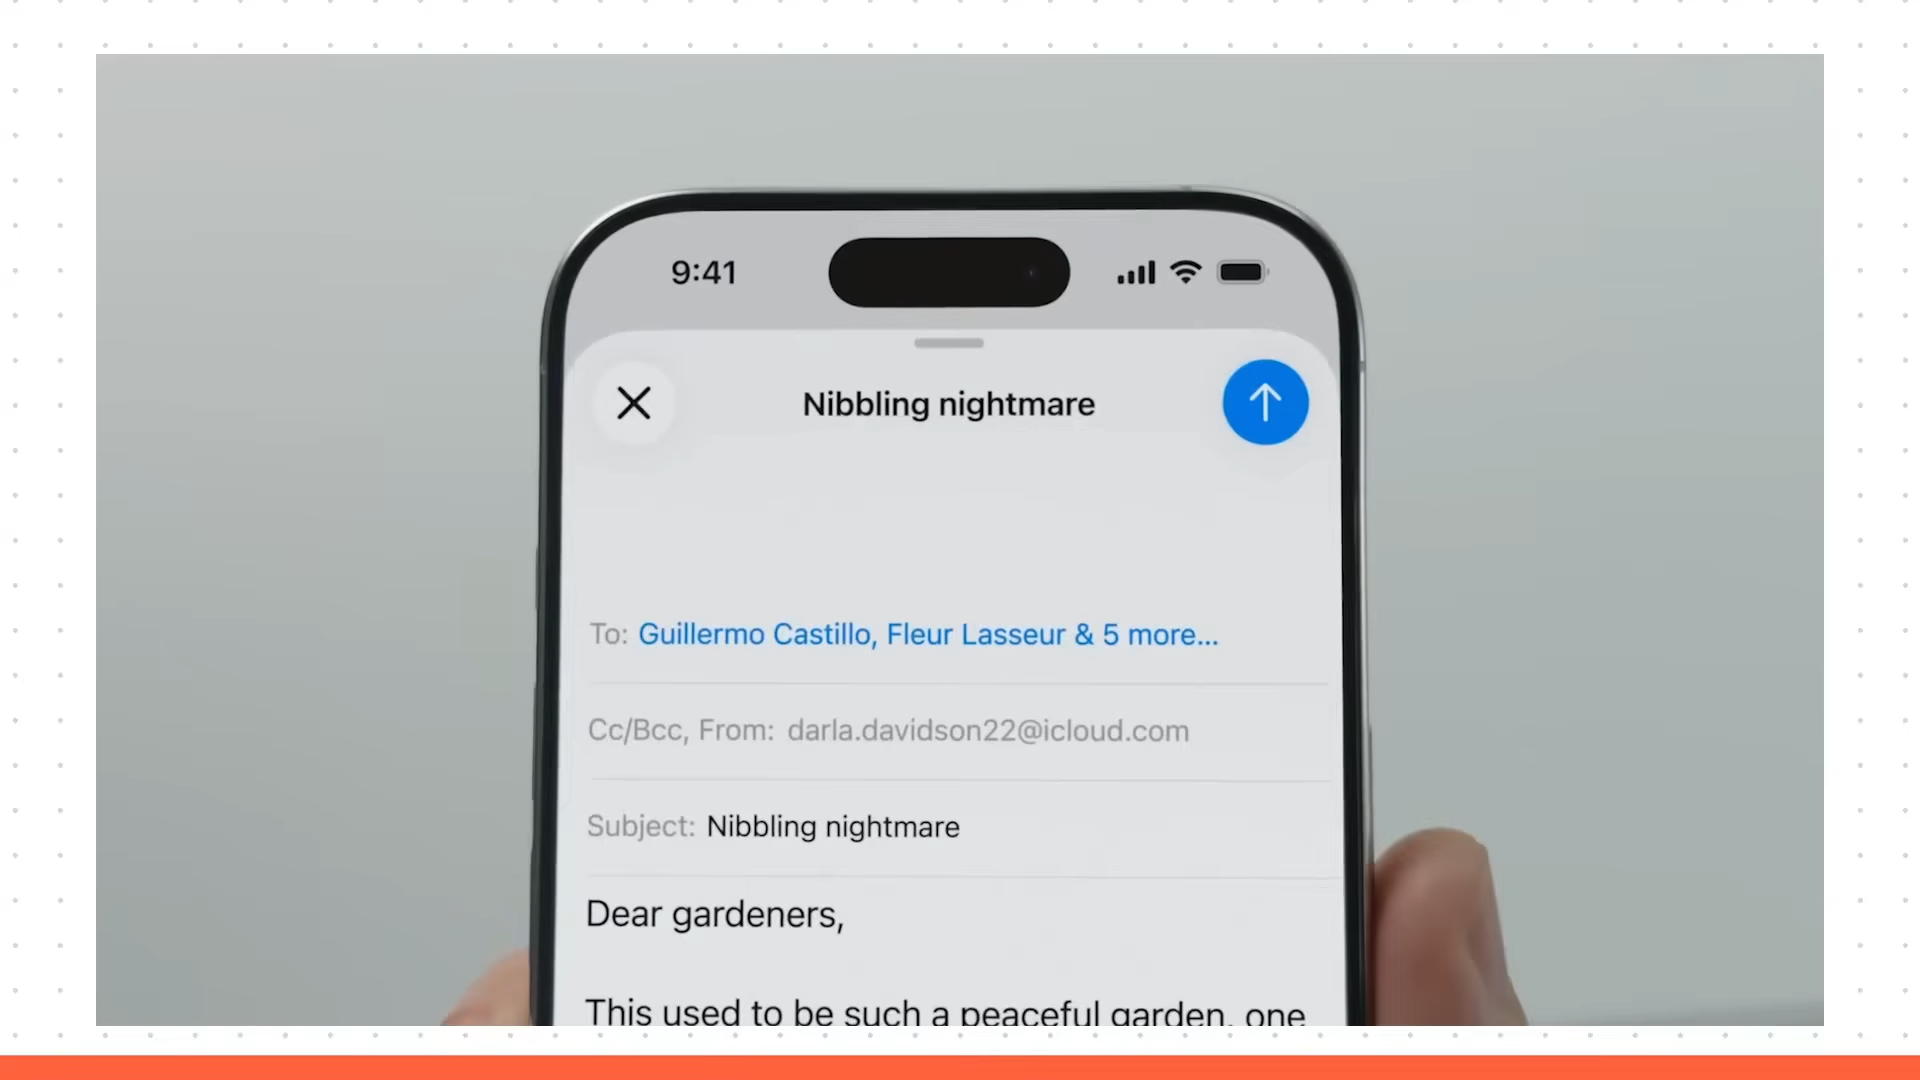 9:41
Nibbling nightmare
To: Guillermo Castillo, Fleur Lasseur & 5 more...
Cc/Bcc, From: darla.davidson22@icloud.com
Subject: Nibbling nightmare
Dear gardeners,
This used to be such a peaceful garden, one